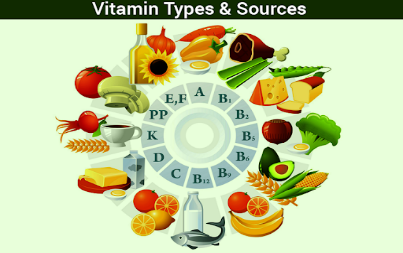 Vitamin Types & Sources
A
B1
B2
B5
B6
B9
B12
C
D
K
PP
E,F